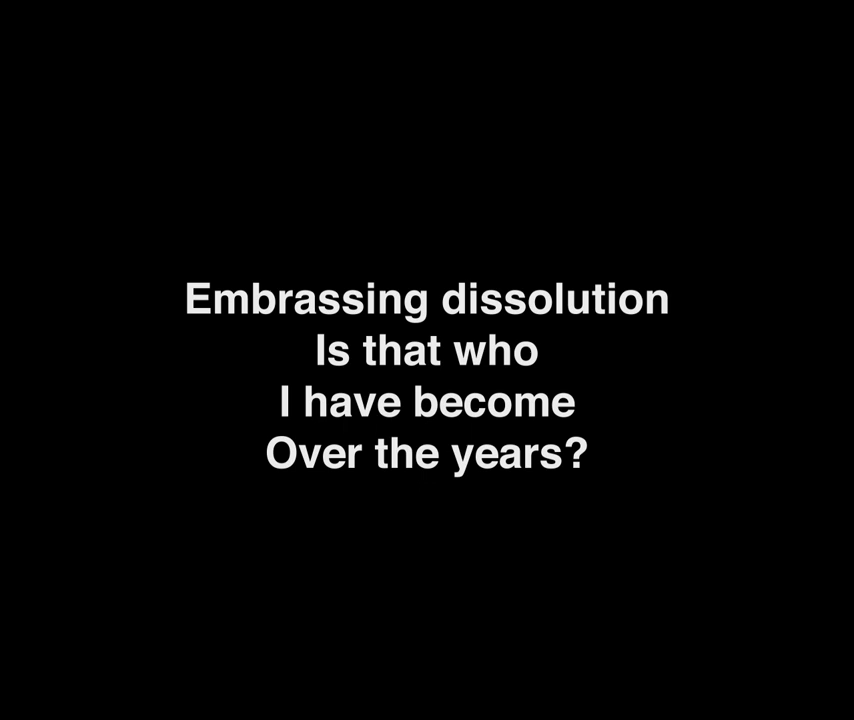 Embrassing dissolution
Is that who
I have become
Over the years?